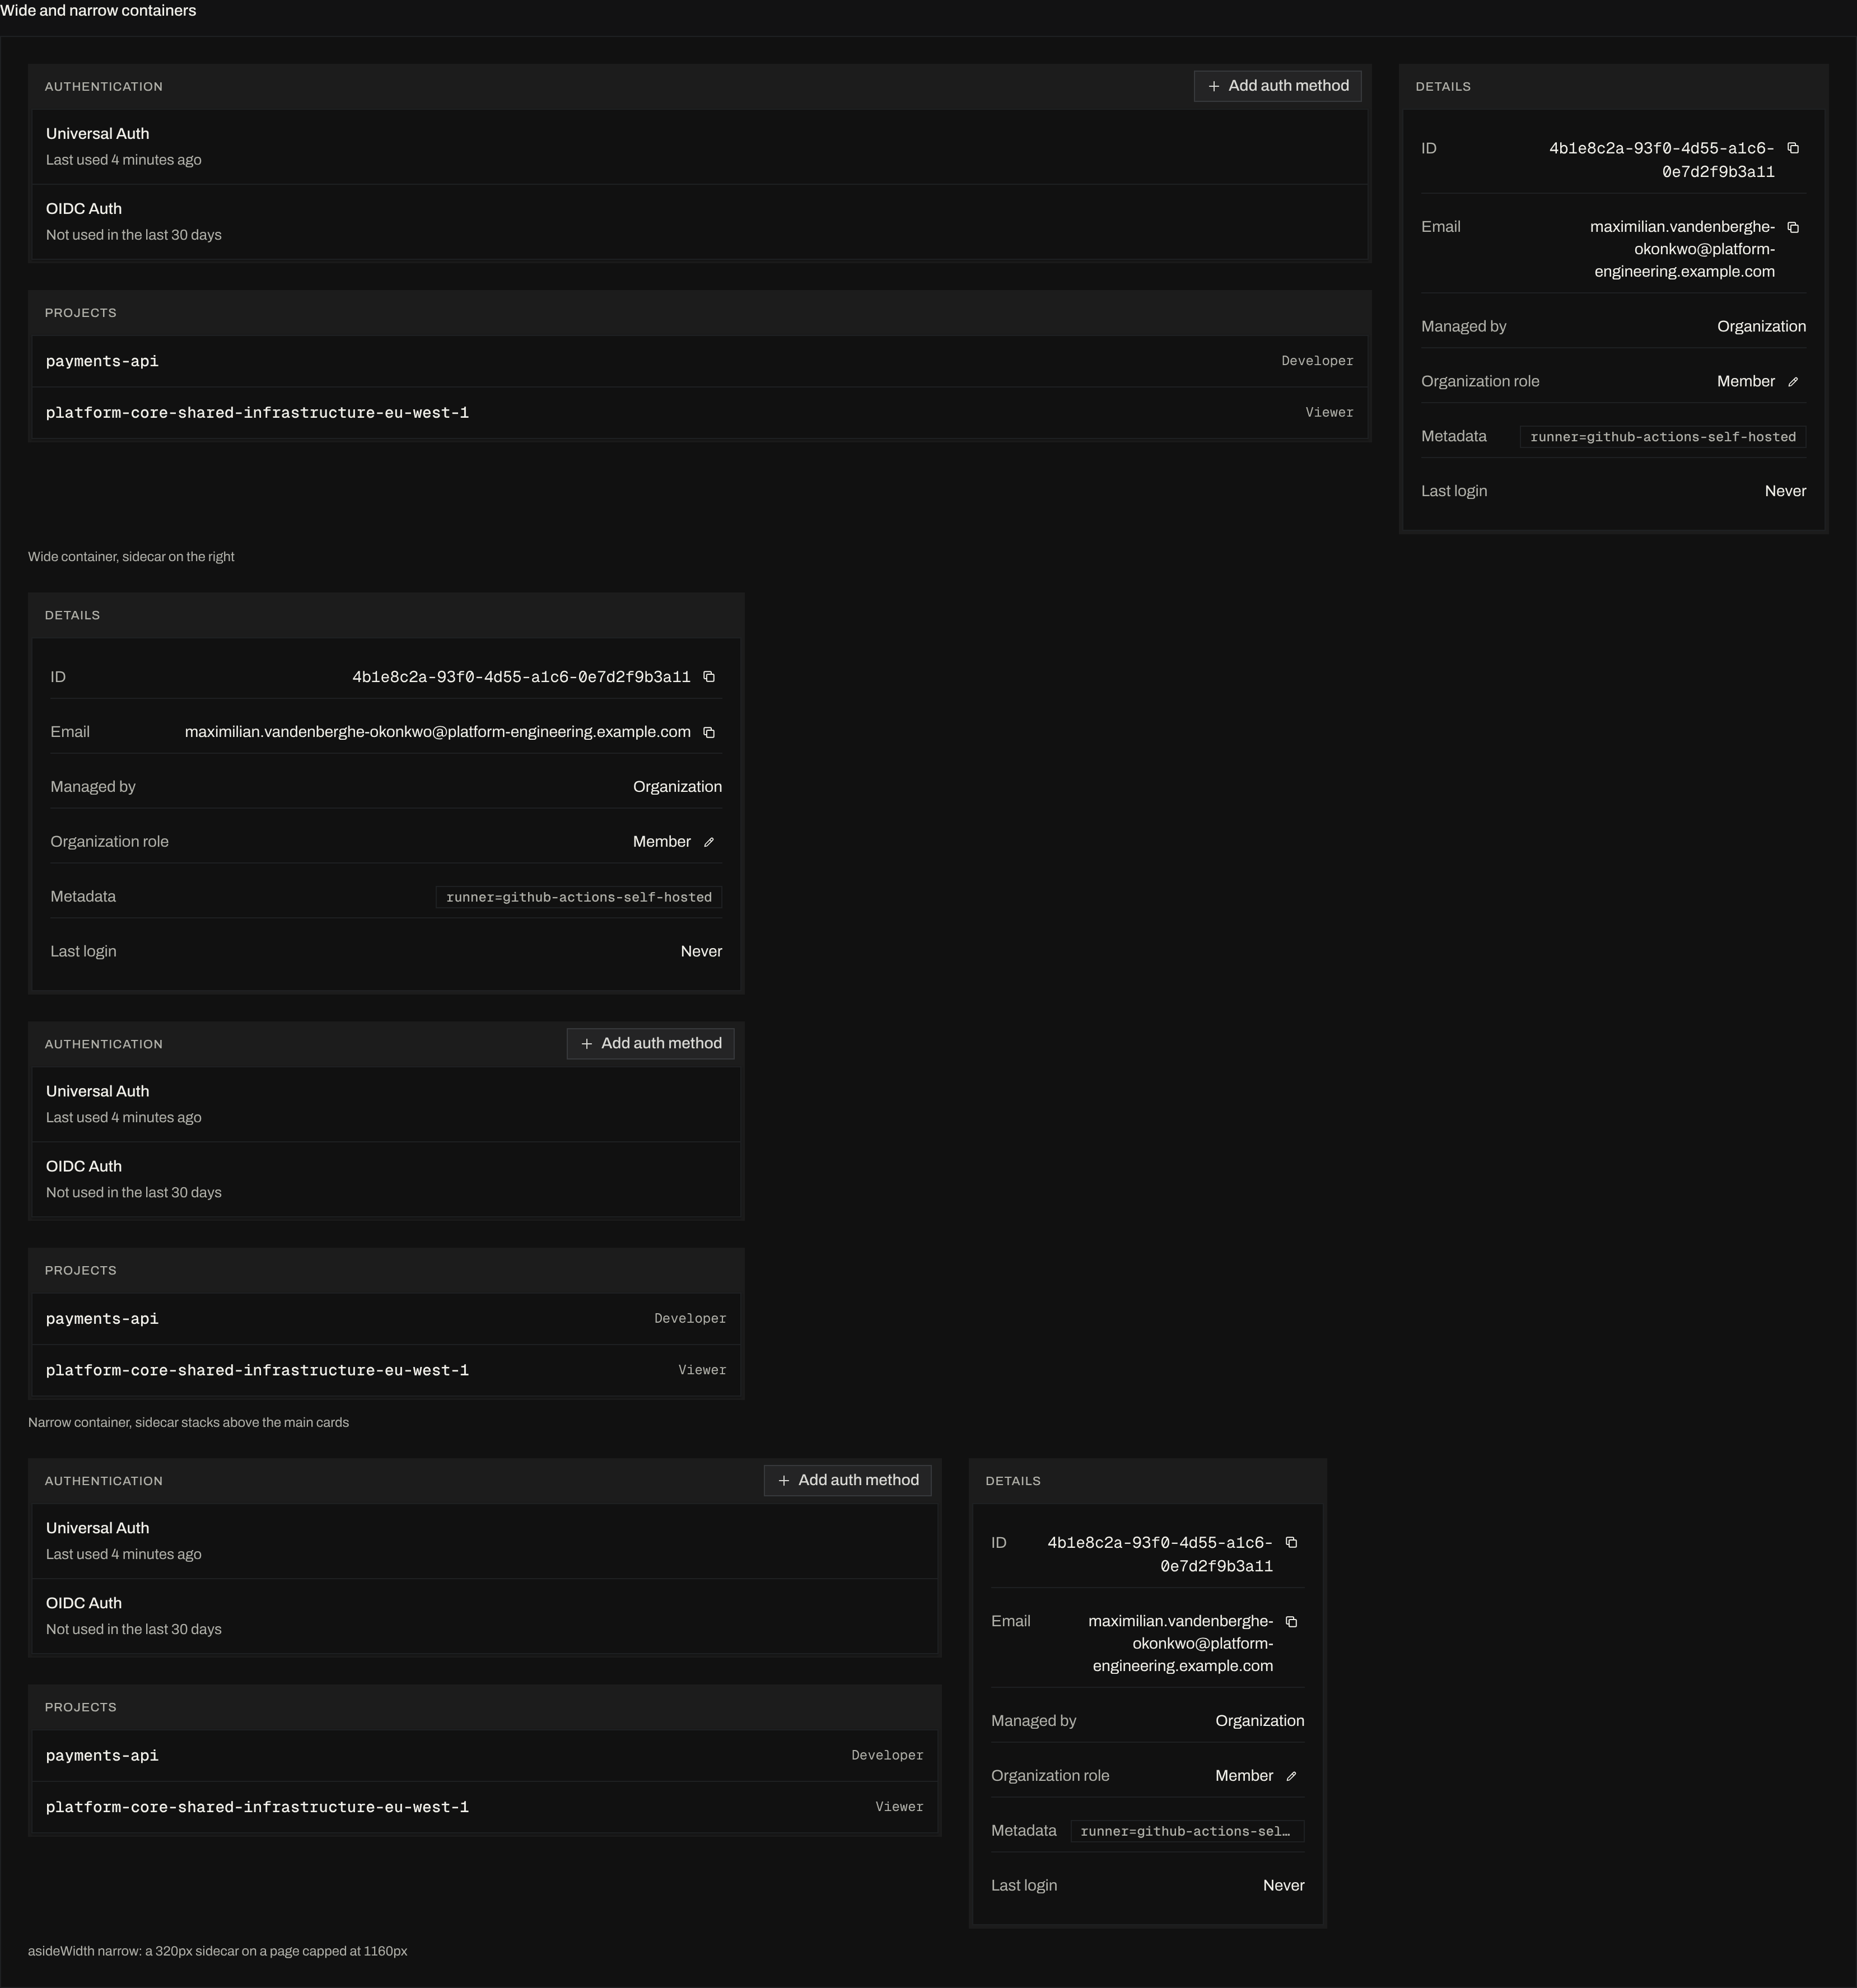 Wide and narrow containers
AUTHENTICATION
Add auth method
Universal Auth
Last used 4 minutes ago
OIDC Auth
Not used in the last 30 days
PROJECTS
payments-api
Developer
platform-core-shared-infrastructure-eu-west-1
Viewer
DETAILS
ID
4b1e8c2a-93f0-4d55-a1c6-
0e7d2f9b3a11
Email
maximilian.vandenberghe-
okonkwo@platform-
engineering.example.com
Managed by
Organization
Organization role
Member
Metadata
runner=github-actions-self-hosted
Last login
Never
Wide container, sidecar on the right
DETAILS
ID
4b1e8c2a-93f0-4d55-a1c6-0e7d2f9b3a11
Email
maximilian.vandenberghe-okonkwo@platform-engineering.example.com
Managed by
Organization
Organization role
Member
Metadata
runner=github-actions-self-hosted
Last login
Never
AUTHENTICATION
Add auth method
Universal Auth
Last used 4 minutes ago
OIDC Auth
Not used in the last 30 days
PROJECTS
payments-api
Developer
platform-core-shared-infrastructure-eu-west-1
Viewer
Narrow container, sidecar stacks above the main cards
AUTHENTICATION
Add auth method
Universal Auth
Last used 4 minutes ago
OIDC Auth
Not used in the last 30 days
PROJECTS
payments-api
Developer
platform-core-shared-infrastructure-eu-west-1
Viewer
DETAILS
ID
4b1e8c2a-93f0-4d55-a1c6-
0e7d2f9b3a11
Email
maximilian.vandenberghe-
okonkwo@platform-
engineering.example.com
Managed by
Organization
Organization role
Member
Metadata
runner=github-actions-sel…
Last login
Never
asideWidth narrow: a 320px sidecar on a page capped at 1160px